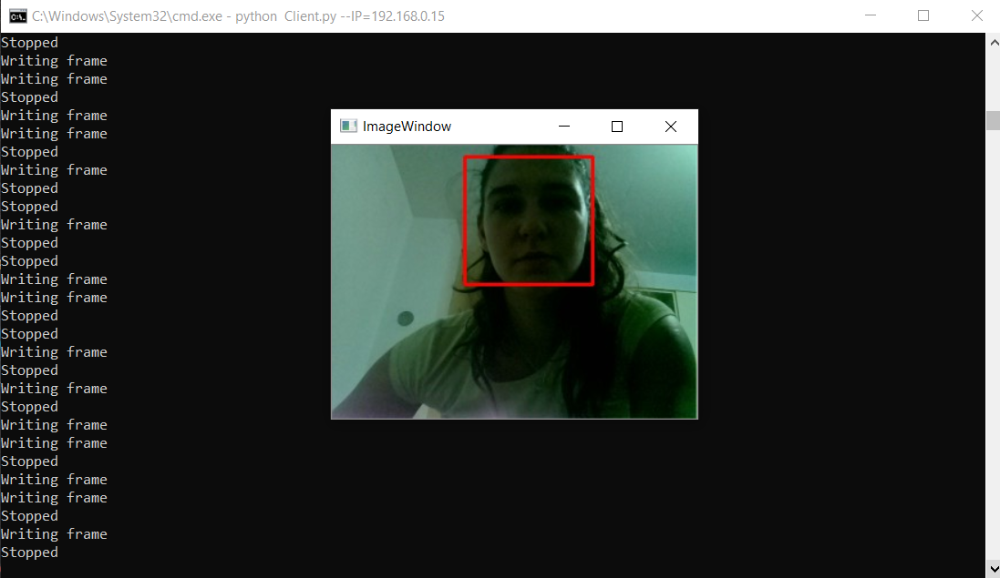 C:\Windows\System32\cmd.exe - python  Client.py --IP=192.168.0.15
Stopped
Writing frame
Writing frame
Stopped
Writing frame
Writing frame
Stopped
Writing frame
Stopped
Stopped
Writing frame
Stopped
Stopped
Writing frame
Writing frame
Stopped
Stopped
Writing frame
Stopped
Writing frame
Stopped
Writing frame
Writing frame
Stopped
Writing frame
Writing frame
Stopped
Writing frame
Stopped
ImageWindow